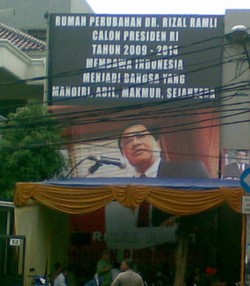 RUMAH PERUBAHAN DR. RIZAL RAMLI
CALON PRESIDEN RI
TAHUN 2009 - 2014
MEMBAWA INDONESIA
MENJADI BANGSA YANG
MANDIRI, ADIL, MAKMUR, SEJAHTERA